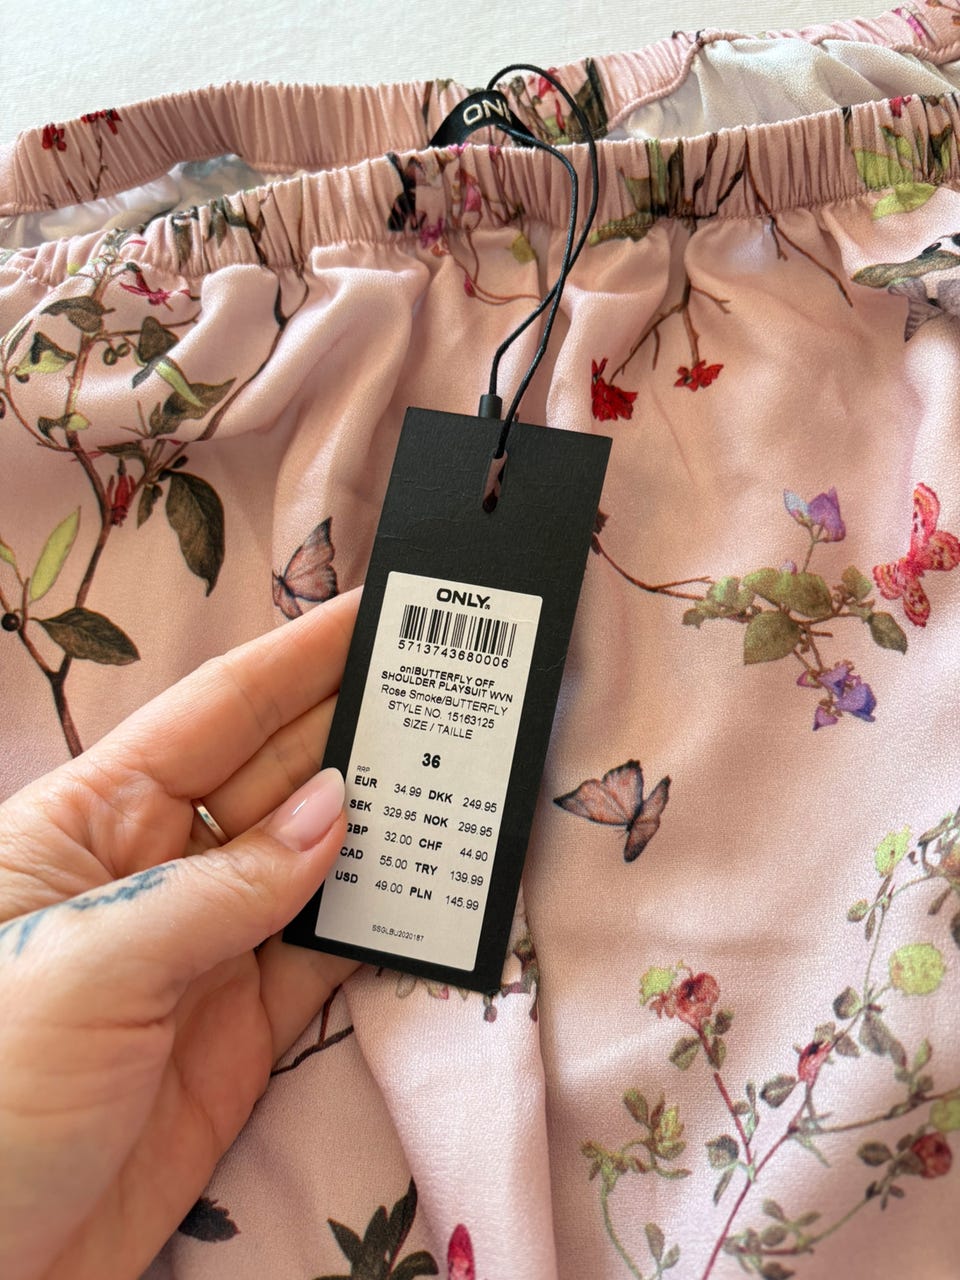 ONLY
5713743680006
onlBUTTERFLY OFF
SHOULDER PLAYSUIT WVN
Rose Smoke/BUTTERFLY
STYLE NO. 15163125
SIZE / TAILLE
36
RRP
EUR 34.99 DKK 249.95
SEK 329.95 NOK 299.95
GBP 32.00 CHF 44.90
CAD 55.00 TRY 139.99
USD 49.00 PLN 145.99
SSGLBU2020187